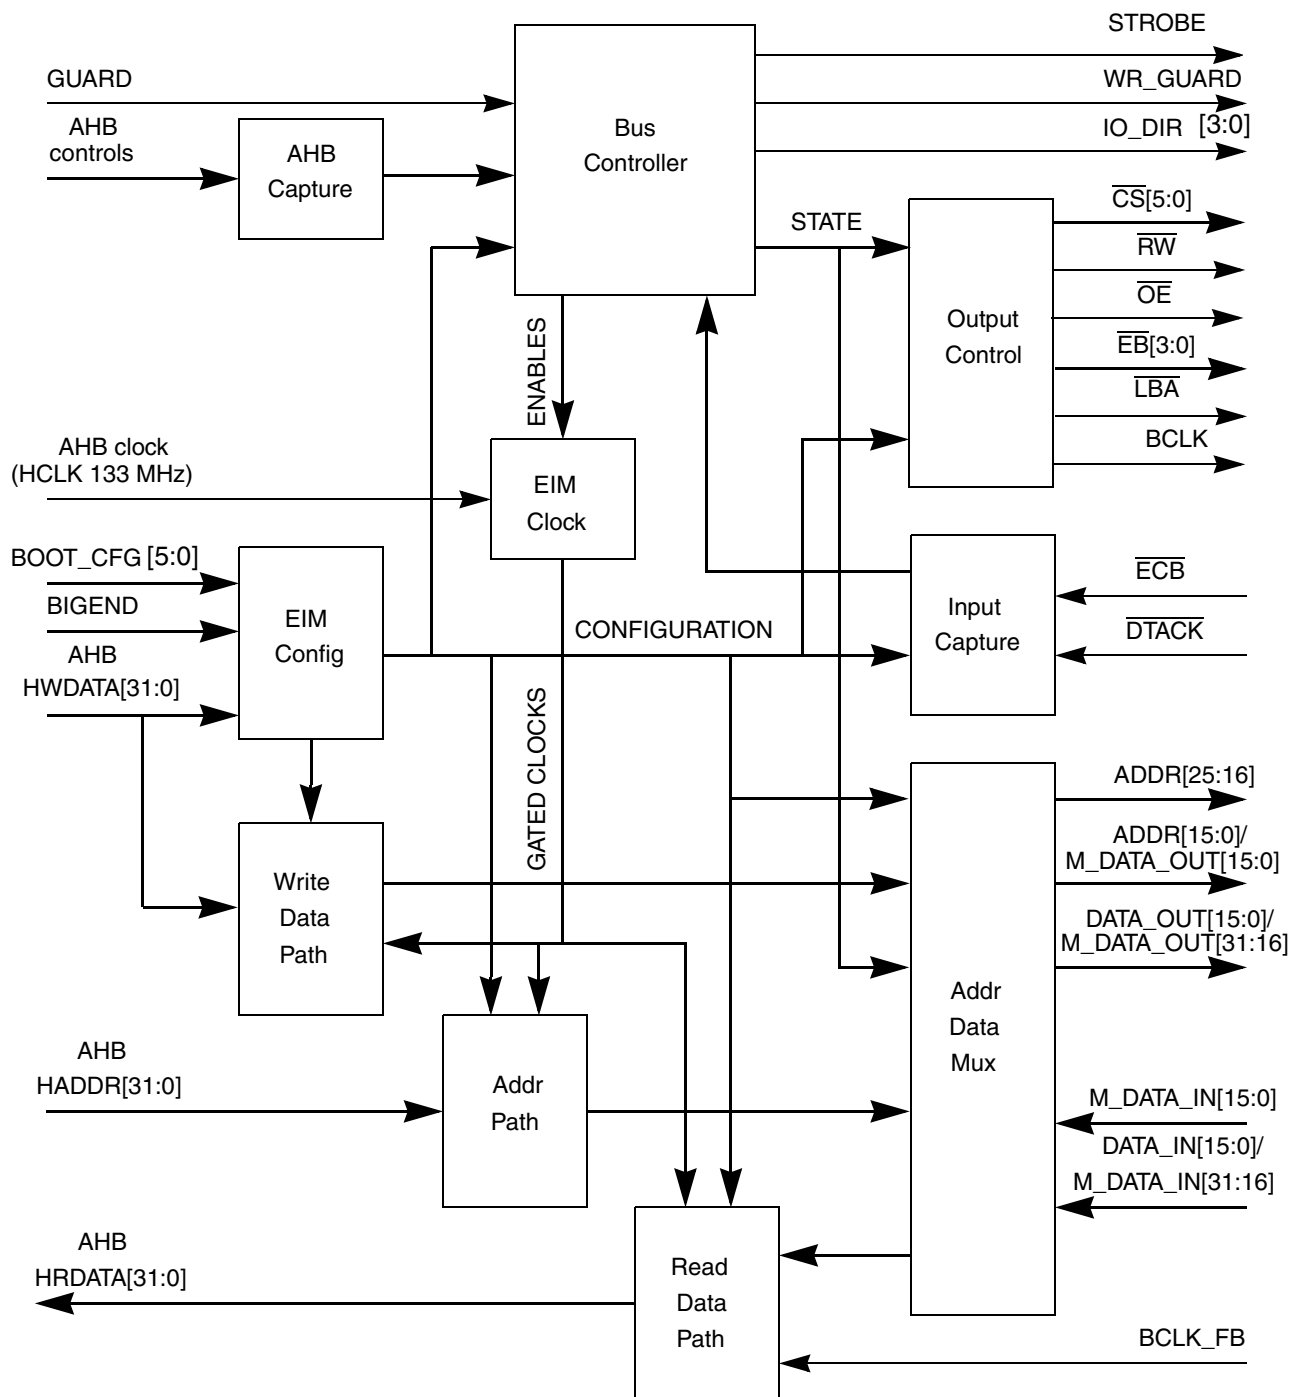 STROBE
GUARD
WR_GUARD
AHB
controls
IO_DIR [3:0]
Bus
Controller
AHB
Capture
STATE
CS[5:0]
RW
OE
EB[3:0]
LBA
BCLK
Output
Control
ENABLES
AHB clock
(HCLK 133 MHz)
EIM
Clock
BOOT_CFG [5:0]
BIGEND
AHB
HWDATA[31:0]
EIM
Config
CONFIGURATION
Input
Capture
ECB
DTACK
GATED CLOCKS
Write
Data
Path
ADDR[25:16]
ADDR[15:0]/
M_DATA_OUT[15:0]
DATA_OUT[15:0]/
M_DATA_OUT[31:16]
Addr
Data
Mux
AHB
HADDR[31:0]
Addr
Path
M_DATA_IN[15:0]
DATA_IN[15:0]/
M_DATA_IN[31:16]
AHB
HRDATA[31:0]
Read
Data
Path
BCLK_FB